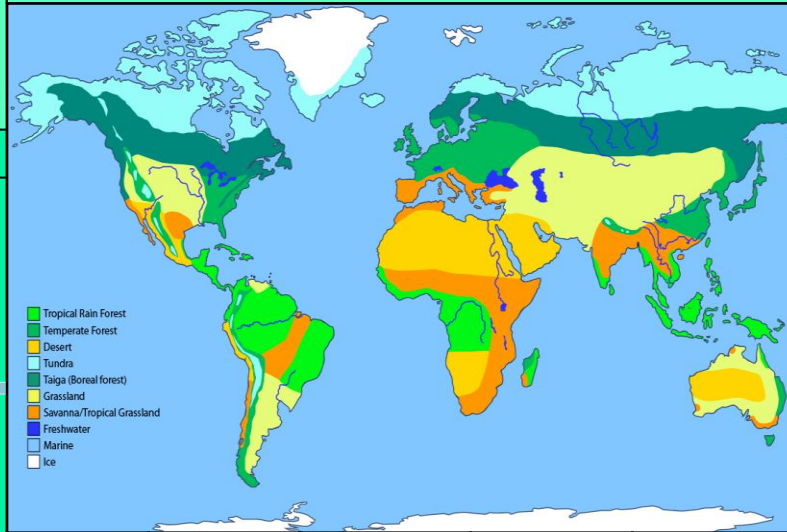 Tropical Rain Forest
Temperate Forest
Desert
Tundra
Taiga (Boreal forest)
Grassland
Savanna/Tropical Grassland
Freshwater
Marine
Ice